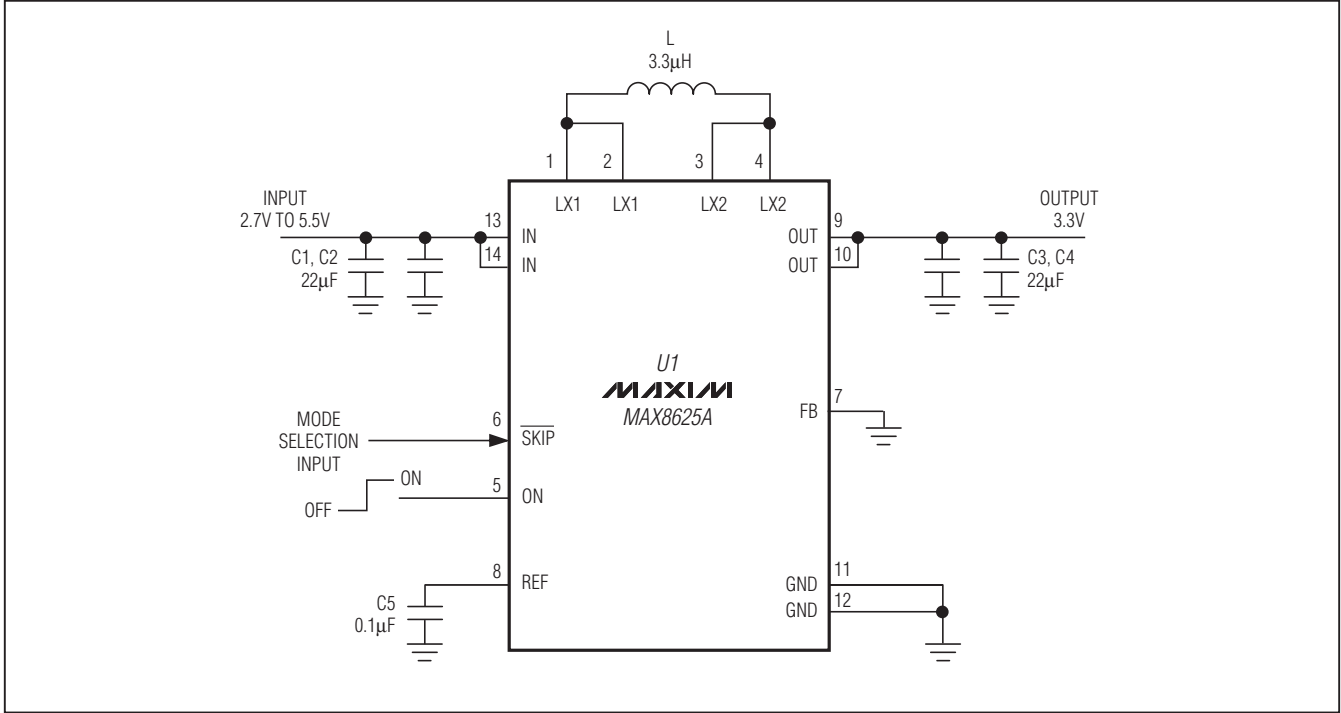 L
3.3µH
1
2
3
4
LX1
LX1
LX2
LX2
INPUT
2.7V TO 5.5V
13
IN
14
IN
C1, C2
22µF
OUTPUT
3.3V
9
OUT
10
OUT
C3, C4
22µF
U1
MAXIM
MAX8625A
7
FB
MODE
SELECTION
INPUT
6
SKIP
ON
OFF
5
ON
8
REF
C5
0.1µF
11
GND
12
GND